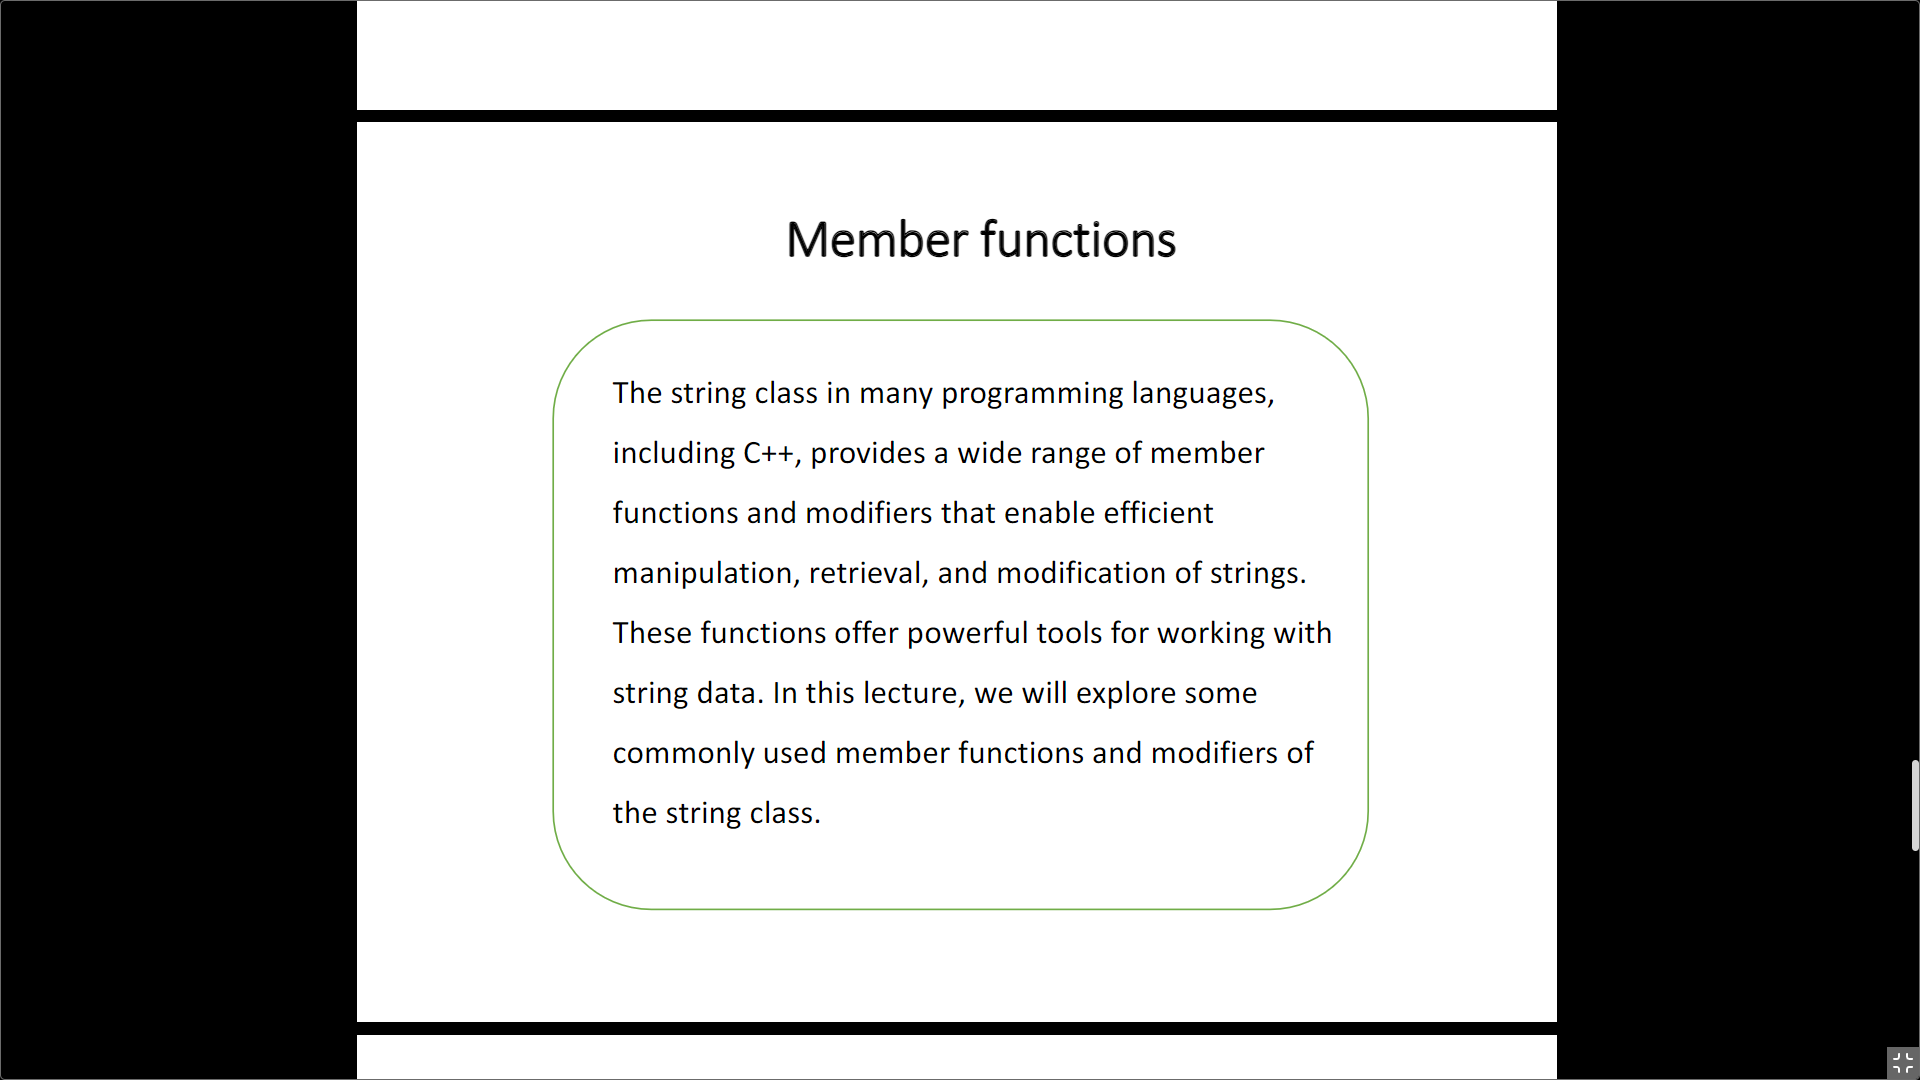 Member functions
The string class in many programming languages,
including C++, provides a wide range of member
functions and modifiers that enable efficient
manipulation, retrieval, and modification of strings.
These functions offer powerful tools for working with
string data. In this lecture, we will explore some
commonly used member functions and modifiers of
the string class.